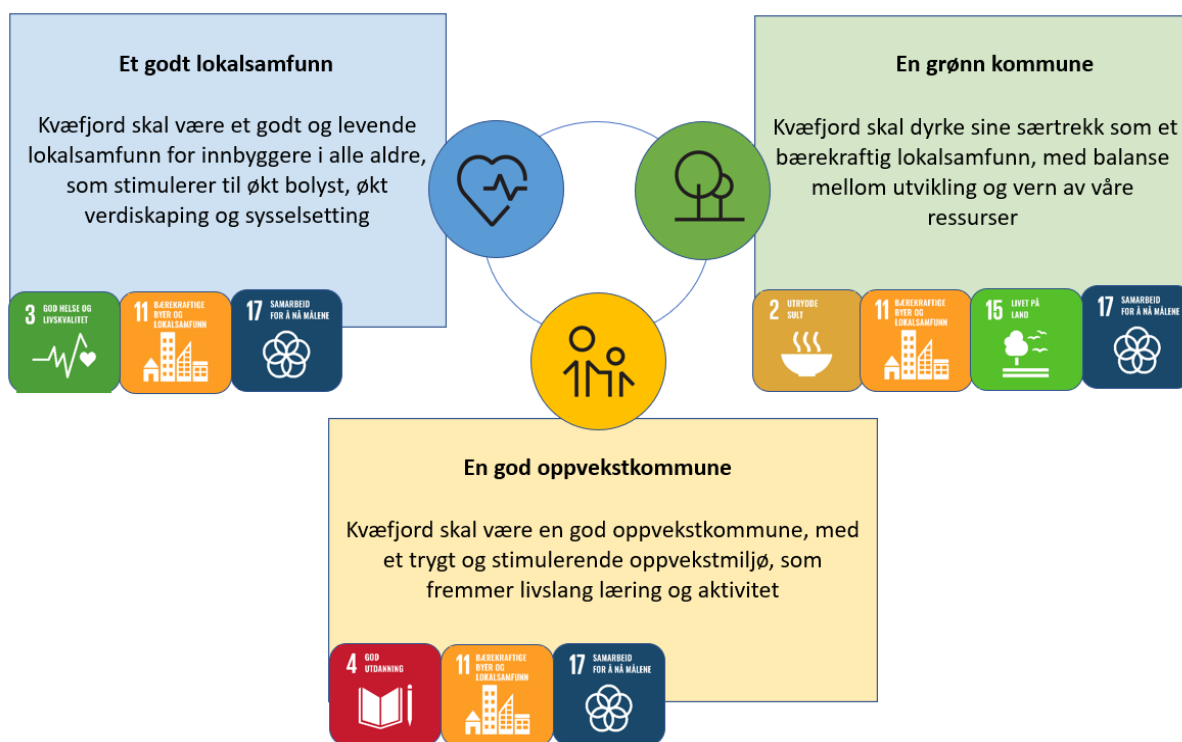 Et godt lokalsamfunn
Kvæfjord skal være et godt og levende
lokalsamfunn for innbyggere i alle aldre,
som stimulerer til økt bolyst, økt
verdiskaping og sysselsetting
3 GOD HELSE OG
LIVSKVALITET
11 BÆREKRAFTIGE
BYER OG
LOKALSAMFUNN
17 SAMARBEID
FOR Å NÅ MÅLENE
En grønn kommune
Kvæfjord skal dyrke sine særtrekk som et
bærekraftig lokalsamfunn, med balanse
mellom utvikling og vern av våre
ressurser
2 UTRYDDE
SULT
11 BÆREKRAFTIGE
BYER OG
LOKALSAMFUNN
15 LIVET PÅ
LAND
17 SAMARBEID
FOR Å NÅ MÅLENE
En god oppvekstkommune
Kvæfjord skal være en god oppvekstkommune, med
et trygt og stimulerende oppvekstmiljø, som
fremmer livslang læring og aktivitet
4 GOD
UTDANNING
11 BÆREKRAFTIGE
BYER OG
LOKALSAMFUNN
17 SAMARBEID
FOR Å NÅ MÅLENE